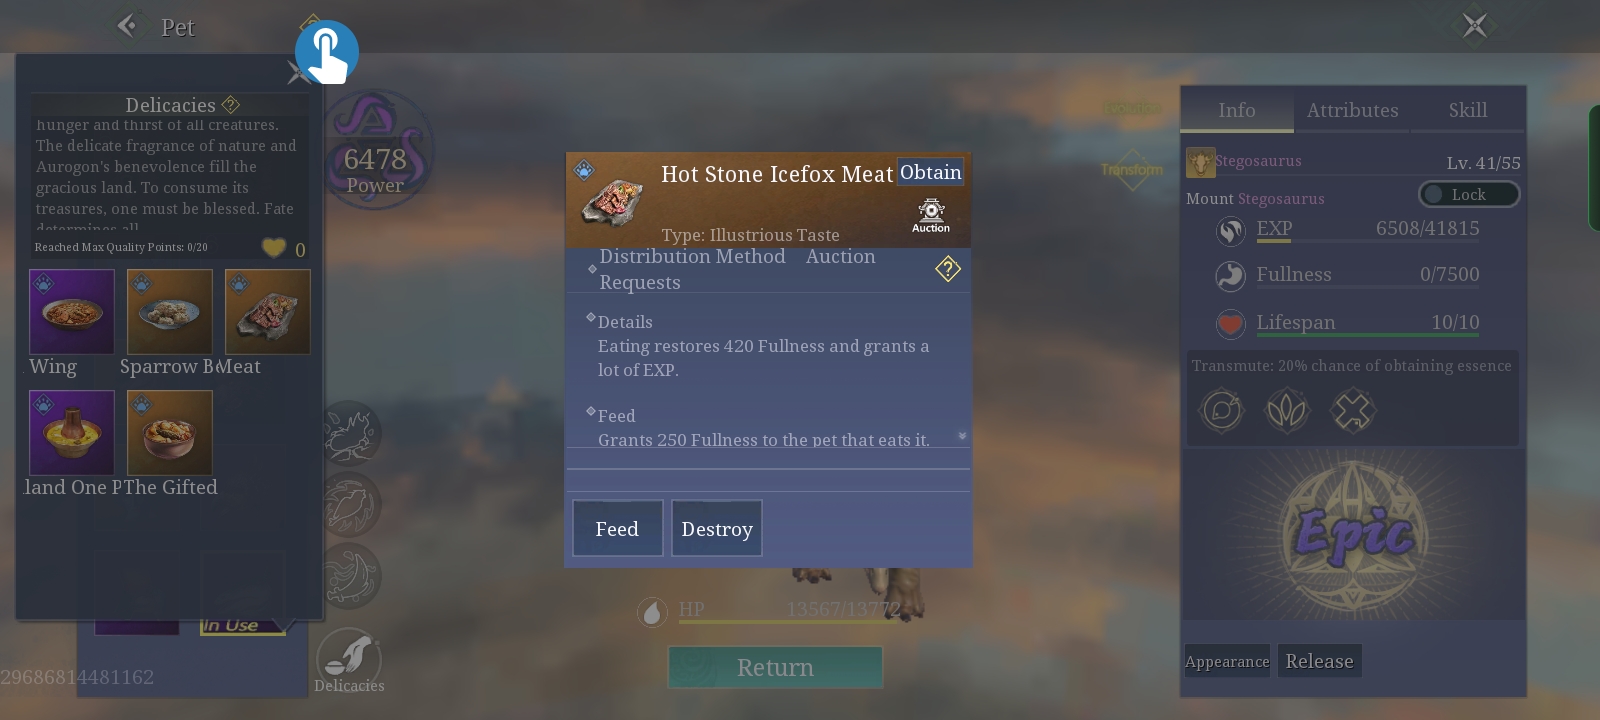 Pet
Delicacies
hunger and thirst of all creatures.
The delicate fragrance of nature and
Aurogon's benevolence fill the
gracious land. To consume its
treasures, one must be blessed. Fate
determines all.
Reached Max Quality Points: 0/20
0
Wing
Sparrow B
Meat
land One P
The Gifted
In Use
29686814481162
6478
Power
Delicacies
Hot Stone Icefox Meat
Obtain
Type: Illustrious Taste
Auction
Distribution Method Auction
Requests
Details
Eating restores 420 Fullness and grants a
lot of EXP.
Feed
Grants 250 Fullness to the pet that eats it.
Feed
Destroy
HP 13567/13772
Return
Transform
Info
Attributes
Skill
Stegosaurus
Lv. 41/55
Mount Stegosaurus
Lock
EXP 6508/41815
Fullness 0/7500
Lifespan 10/10
Transmute: 20% chance of obtaining essence
Epic
Appearance
Release